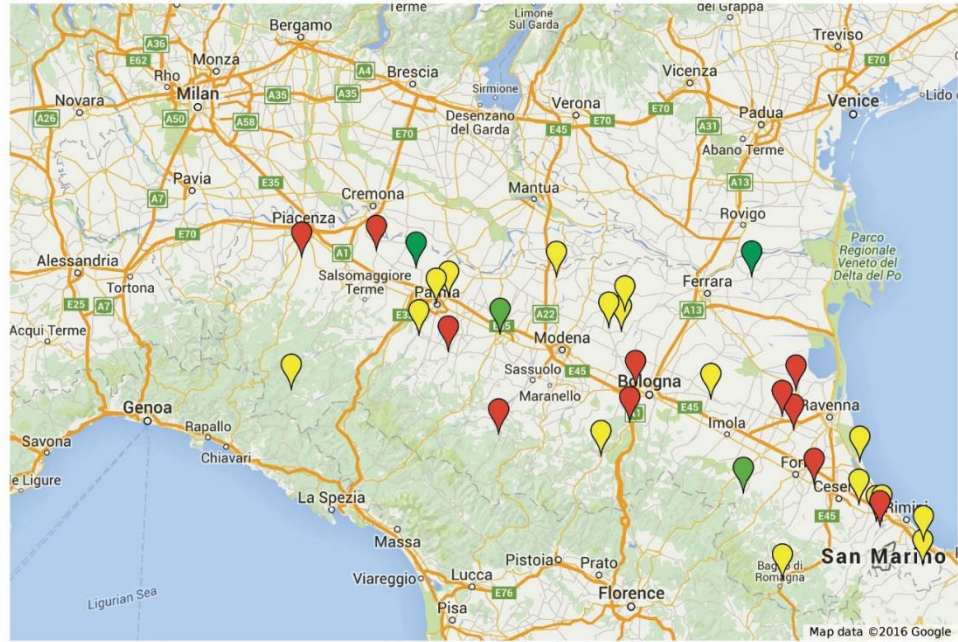 Bergamo
Terme
Limone
Sul Garda
del Grappa
Treviso
A36
E62
Monza
Rho
A4
Brescia
Sirmione
Vicenza
E70
Novara
Milan
A35
A35
Desenzano
del Garda
Verona
E70
Padua
Venice
Lido
A26
A50
A58
E70
E45
E70
A31
Abano Terme
Pavia
E35
Cremona
Mantua
A13
A7
Rovigo
Piacenza
E70
A1
Parco
Regionale
Veneto del
Delta del Po
Alessandria
Tortona
Salsomaggiore
Terme
Parma
Ferrara
E25
A7
A22
A13
Acqui Terme
Modena
Sassuolo
E45
Maranello
Bologna
Genoa
A1
E45
Ravenna
Savona
Rapallo
Imola
Chiavari
e Ligure
La Spezia
E45
Rimini
Massa
San Marino
Pistoia
Prato
Romagna
Viareggio
Lucca
E76
Florence
Ligurian Sea
Pisa
Map data ©2016 Google